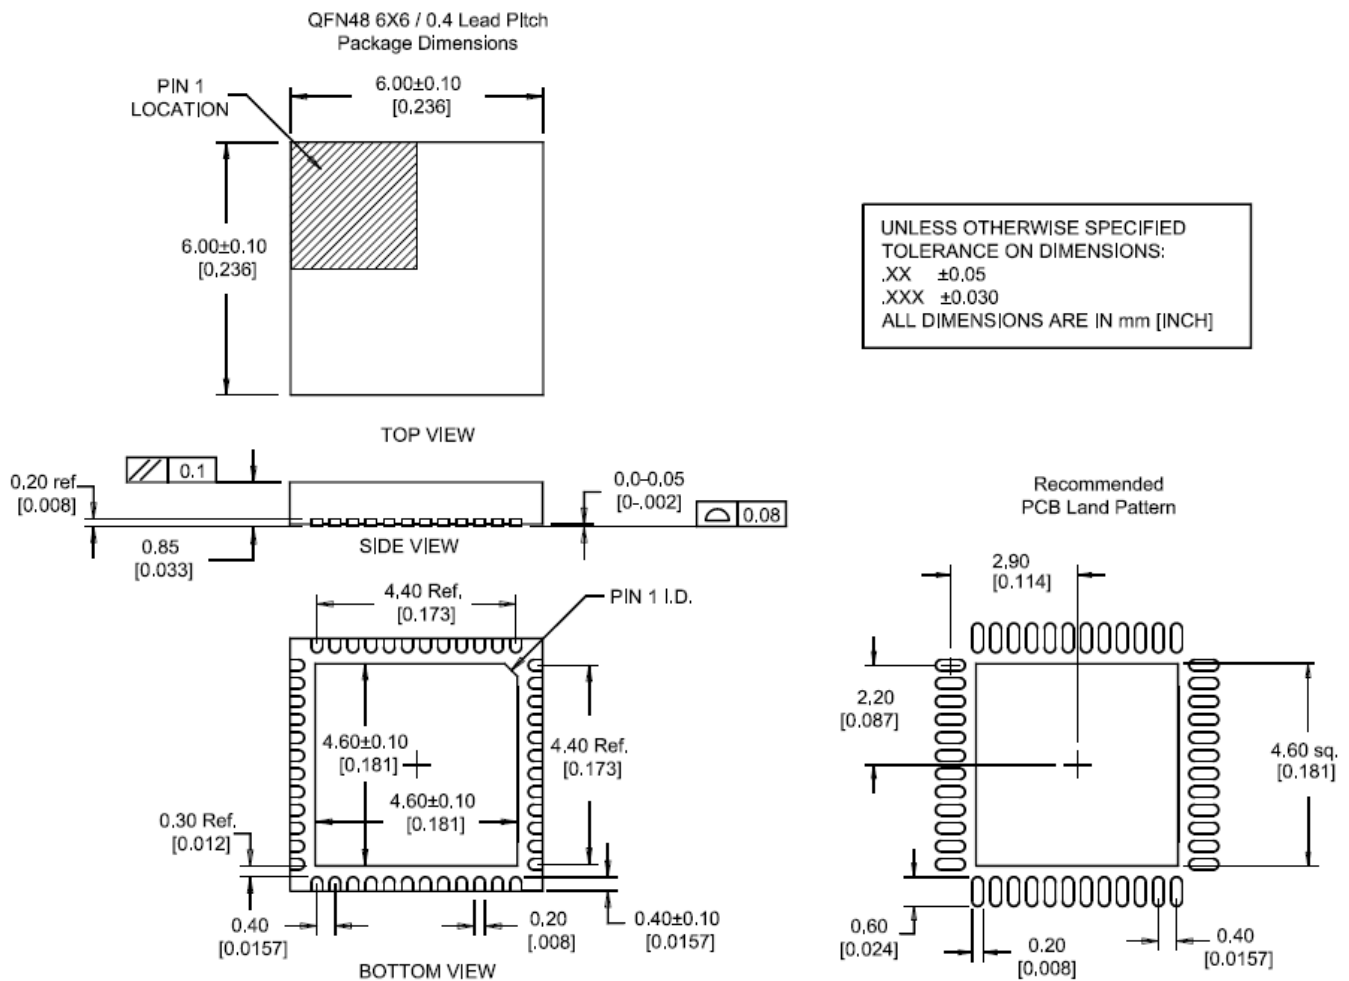 QFN48 6X6 / 0.4 Lead Pitch
Package Dimensions
PIN 1
LOCATION
6.00±0.10
[0.236]
6.00±0.10
[0.236]
UNLESS OTHERWISE SPECIFIED
TOLERANCE ON DIMENSIONS:
.XX ±0.05
.XXX ±0.030
ALL DIMENSIONS ARE IN mm [INCH]
TOP VIEW
0.1
0.20 ref.
[0.008]
0.0-0.05
[0-.002]
0.08
0.85
[0.033]
SIDE VIEW
Recommended
PCB Land Pattern
4.40 Ref.
[0.173]
PIN 1 I.D.
4.60±0.10
[0.181]
4.60±0.10
[0.181]
4.40 Ref.
[0.173]
0.30 Ref.
[0.012]
0.40
[0.0157]
0.20
[.008]
0.40±0.10
[0.0157]
BOTTOM VIEW
2.90
[0.114]
2.20
[0.087]
4.60 sq.
[0.181]
0.60
[0.024]
0.20
[0.008]
0.40
[0.0157]